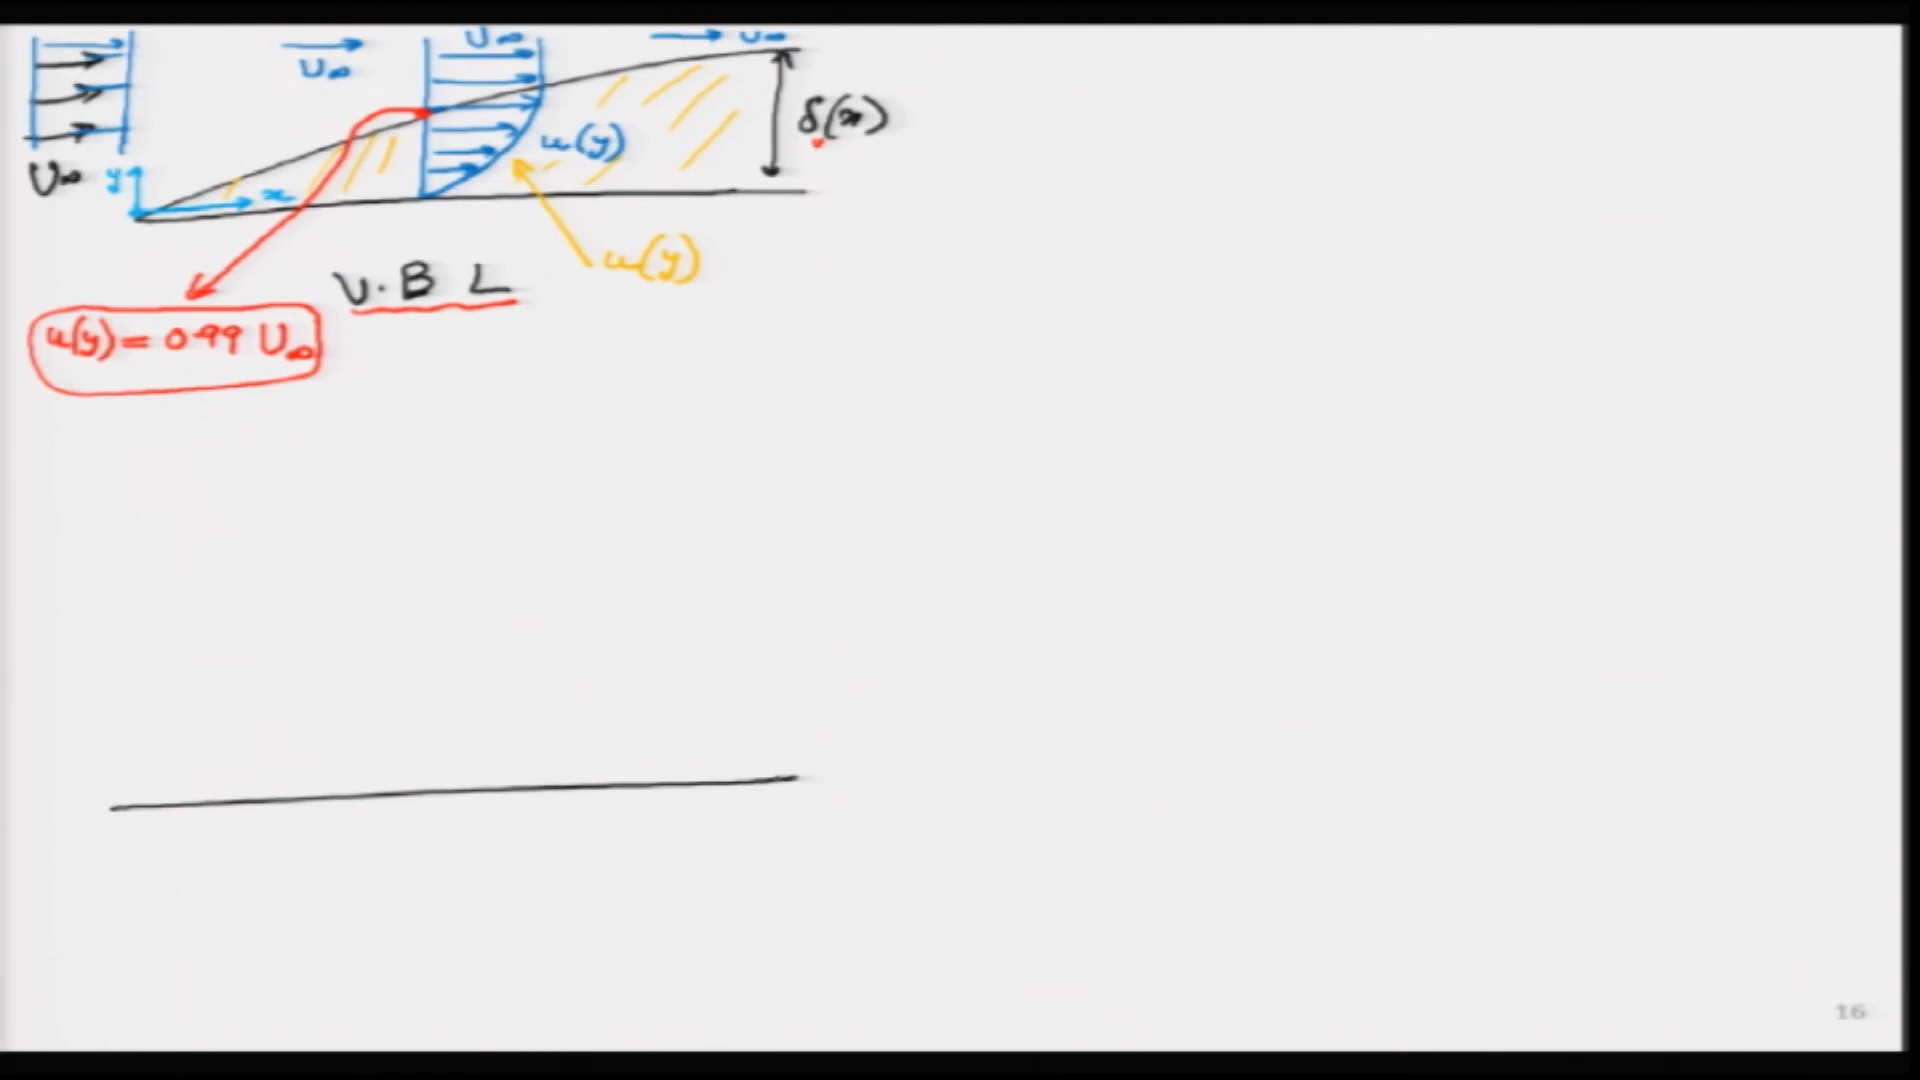 U∞ U∞
U∞
δ(x)
u(y)
U∞ y x
u(y)
V. B L
u(y) = 0.99 U∞
16